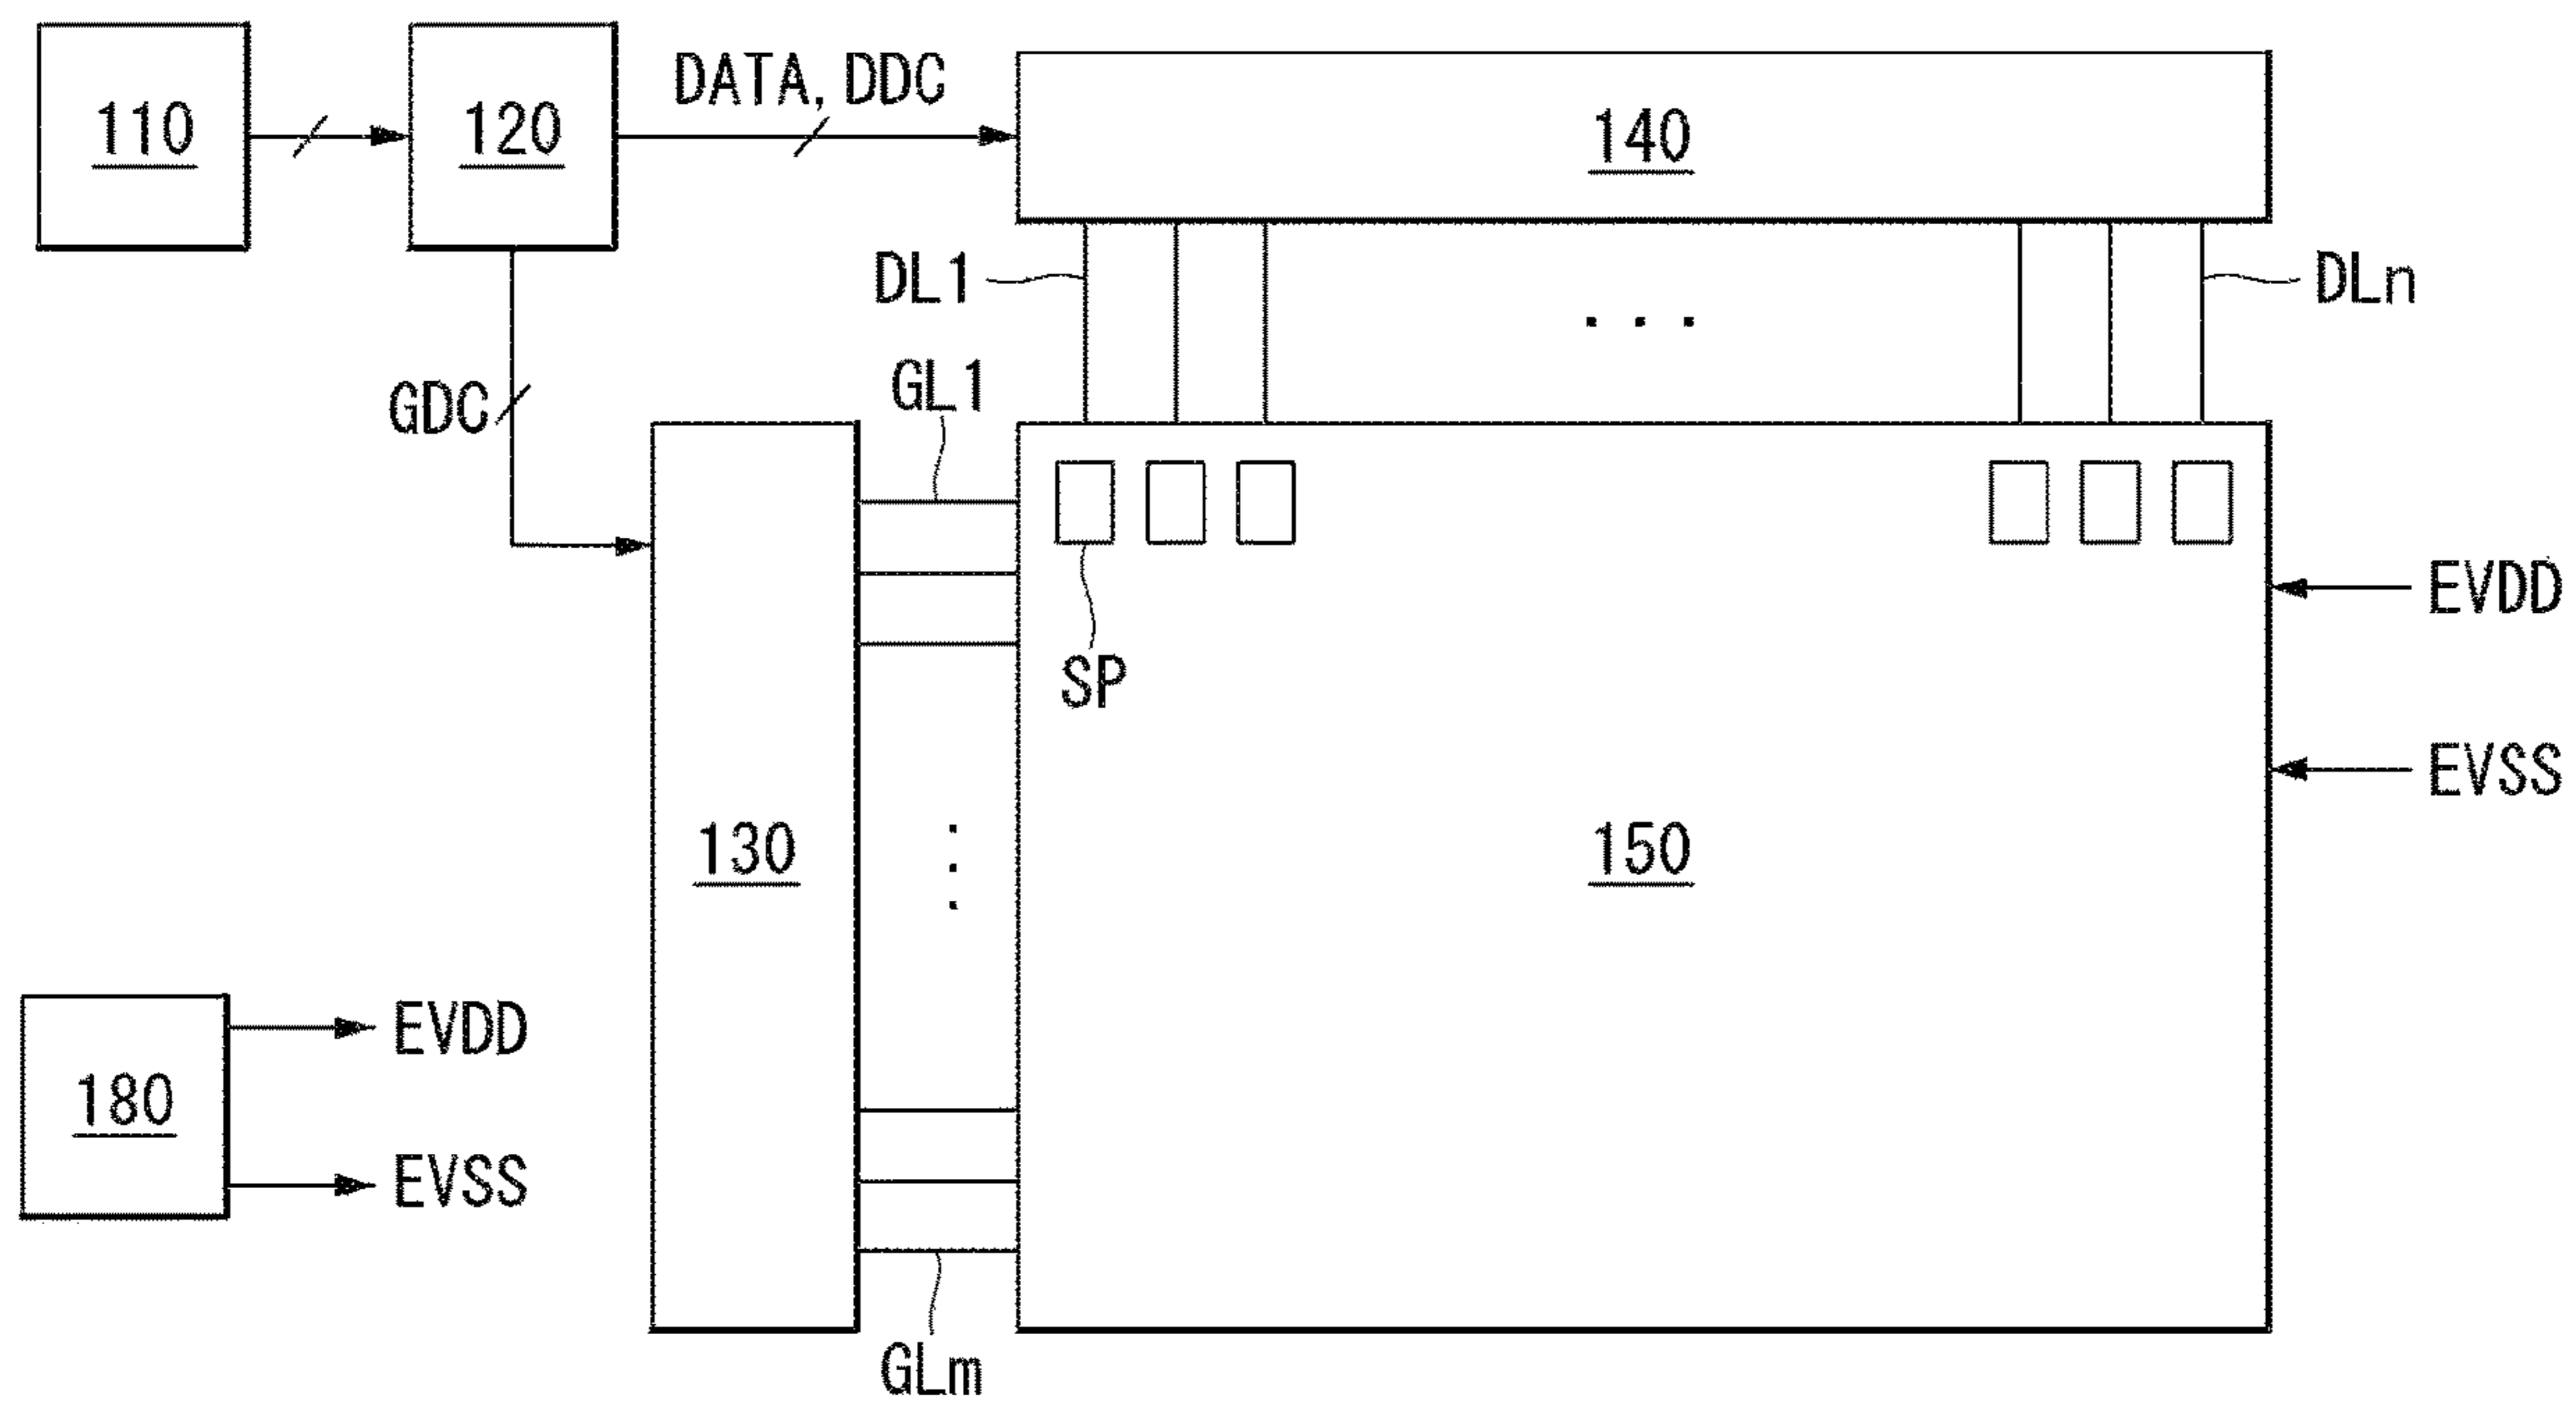 110
120
DATA, DDC
140
DL1
DLn
GDC
GL1
SP
EVDD
EVSS
130
150
180
EVDD
EVSS
GLm